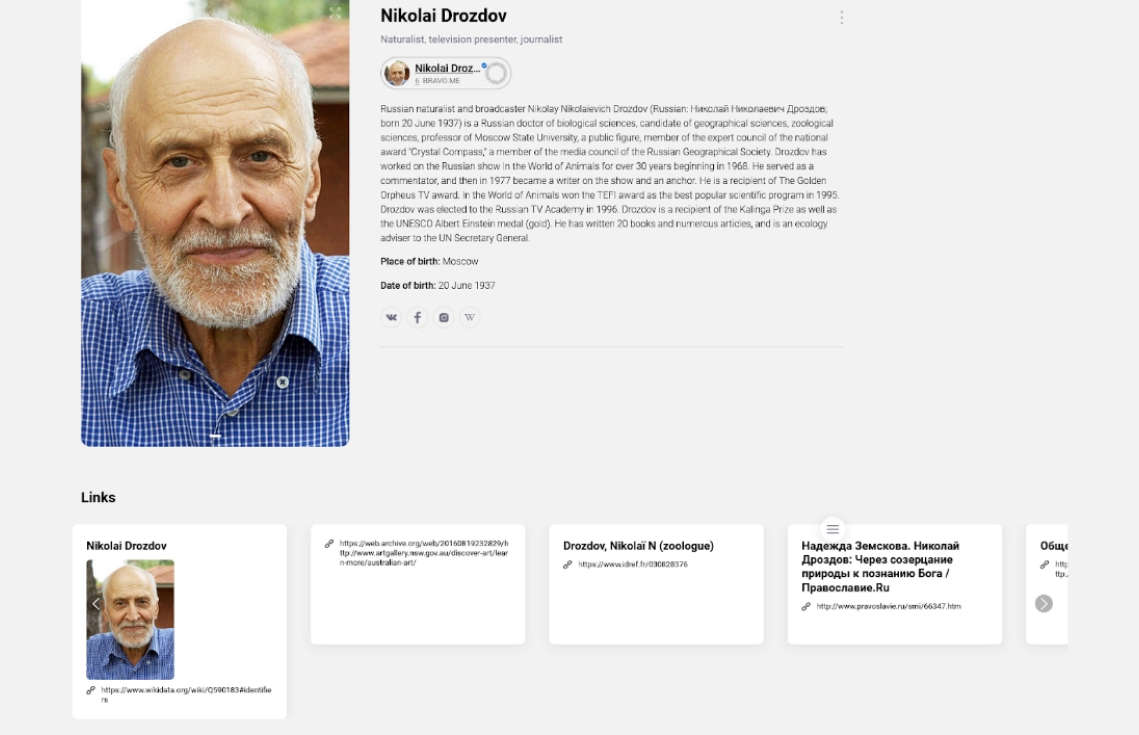 Nikolai Drozdov
Naturalist, television presenter, journalist
Nikolai Droz...
6 BRAVO.ME
Russian naturalist and broadcaster Nikolay Nikolaievich Drozdov (Russian: Николай Николаевич Дроздов;
born 20 June 1937) is a Russian doctor of biological sciences, candidate of geographical sciences, zoological
sciences, professor of Moscow State University, a public figure, member of the expert council of the national
award "Crystal Compass," a member of the media council of the Russian Geographical Society. Drozdov has
worked on the Russian show In the World of Animals for over 30 years beginning in 1968. He served as a
commentator, and then in 1977 became a writer on the show and an anchor. He is a recipient of The Golden
Orpheus TV award. In the World of Animals won the TEFI award as the best popular scientific program in 1995.
Drozdov was elected to the Russian TV Academy in 1996. Drozdov is a recipient of the Kalinga Prize as well as
the UNESCO Albert Einstein medal (gold). He has written 20 books and numerous articles, and is an ecology
adviser to the UN Secretary General.
Place of birth: Moscow
Date of birth: 20 June 1937
Links
Nikolai Drozdov
https://www.wikidata.org/wiki/Q590183#identifie
rs
https://web.archive.org/web/20160819232829/h
ttp://www.artgallery.nsw.gov.au/discover-art/lear
n-more/australian-art/
Drozdov, Nikolaï N (zoologue)
https://www.idref.fr/030828376
Надежда Земскова. Николай
Дроздов: Через созерцание
природы к познанию Бога /
Православие.Ru
http://www.pravoslavie.ru/smi/66347.htm
Обще
http
ttp:/